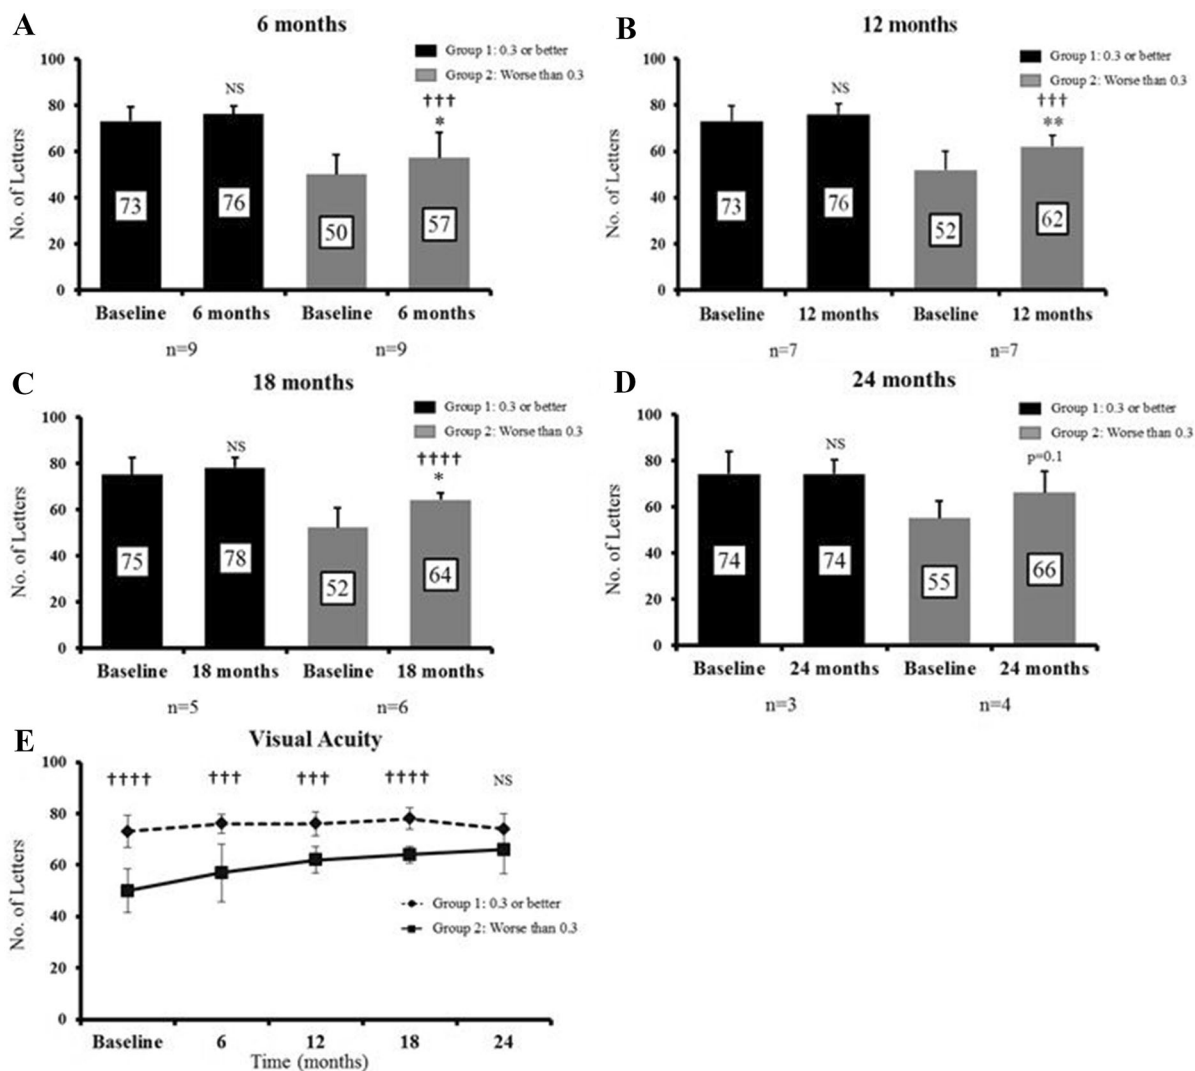 A
6 months
Group 1: 0.3 or better
Group 2: Worse than 0.3
No. of Letters
100
80
60
40
20
0
NS
†††
*
73
76
50
57
Baseline
6 months
Baseline
6 months
n=9
n=9
B
12 months
Group 1: 0.3 or better
Group 2: Worse than 0.3
No. of Letters
100
80
60
40
20
0
NS
†††
**
73
76
52
62
Baseline
12 months
Baseline
12 months
n=7
n=7
C
18 months
Group 1: 0.3 or better
Group 2: Worse than 0.3
No. of Letters
100
80
60
40
20
0
NS
††††
*
75
78
52
64
Baseline
18 months
Baseline
18 months
n=5
n=6
D
24 months
Group 1: 0.3 or better
Group 2: Worse than 0.3
No. of Letters
100
80
60
40
20
0
NS
p=0.1
74
74
55
66
Baseline
24 months
Baseline
24 months
n=3
n=4
E
Visual Acuity
No. of Letters
100
80
60
40
20
0
††††
†††
†††
††††
NS
Group 1: 0.3 or better
Group 2: Worse than 0.3
Baseline
6
12
18
24
Time (months)